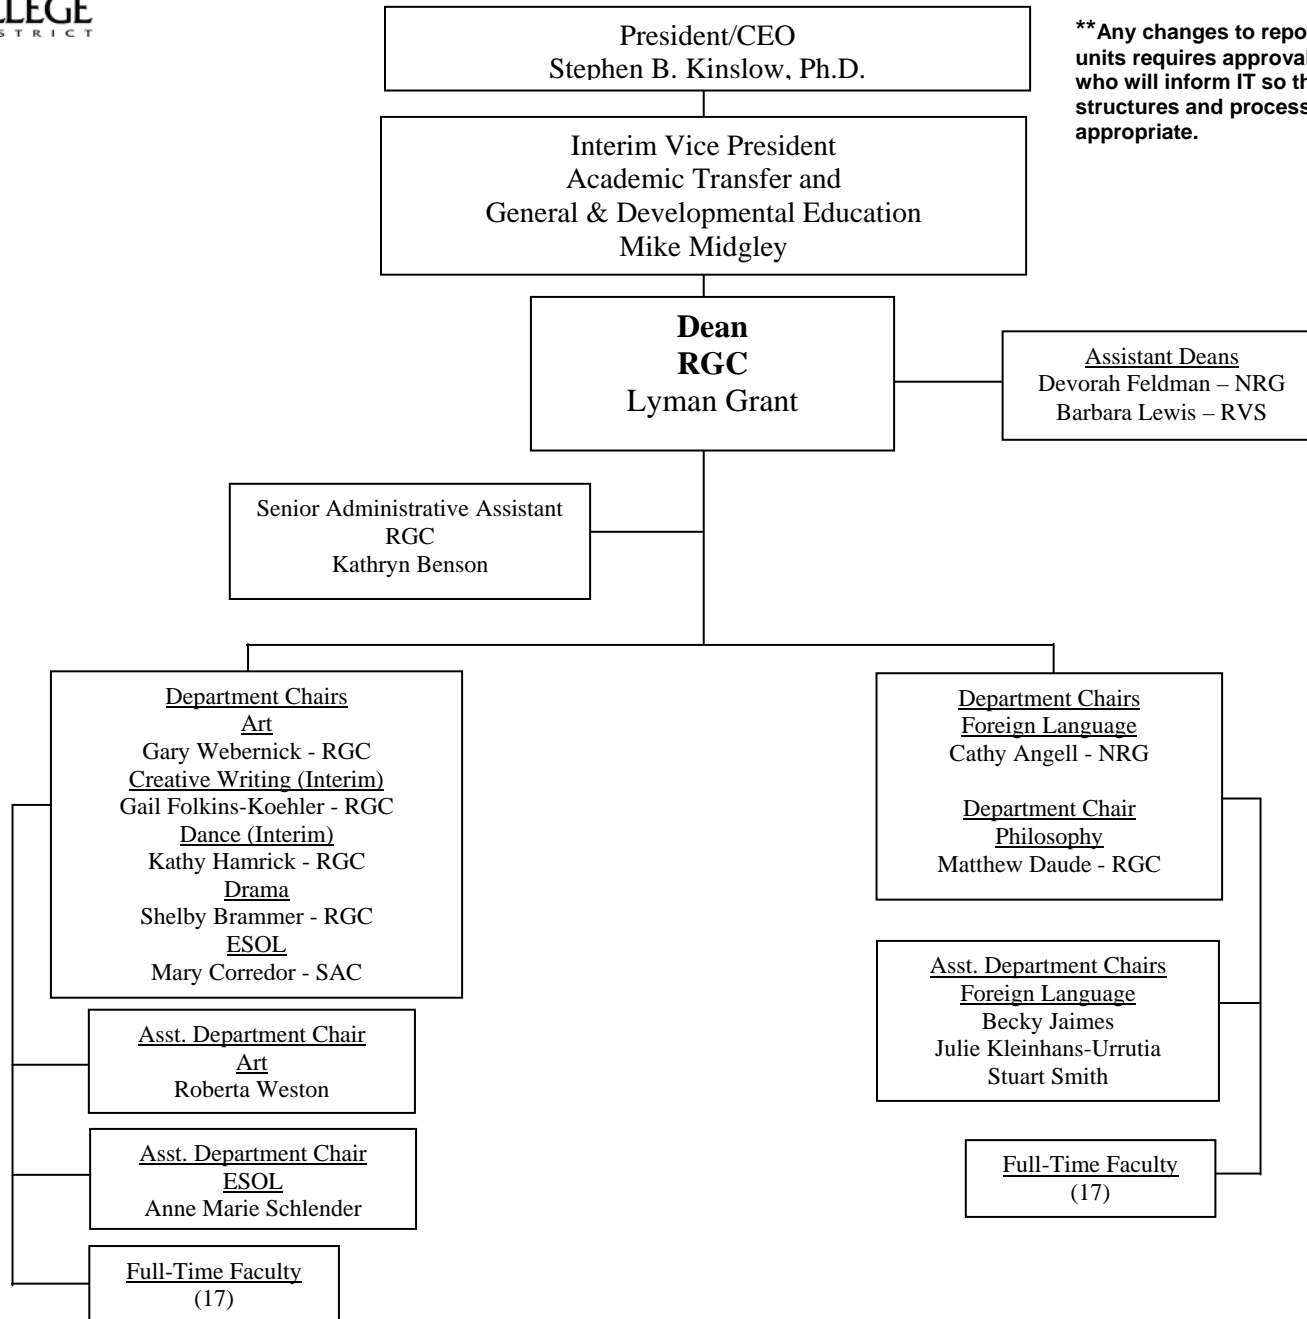 President/CEO
Stephen B. Kinslow, Ph.D.
**Any changes to repo
units requires approval
who will inform IT so th
structures and process
appropriate.
Interim Vice President
Academic Transfer and
General & Developmental Education
Mike Midgley
Dean
RGC
Lyman Grant
Assistant Deans
Devorah Feldman – NRG
Barbara Lewis – RVS
Senior Administrative Assistant
RGC
Kathryn Benson
Department Chairs
Art
Gary Webernick - RGC
Creative Writing (Interim)
Gail Folkins-Koehler - RGC
Dance (Interim)
Kathy Hamrick - RGC
Drama
Shelby Brammer - RGC
ESOL
Mary Corredor - SAC
Asst. Department Chair
Art
Roberta Weston
Asst. Department Chair
ESOL
Anne Marie Schlender
Full-Time Faculty
(17)
Department Chairs
Foreign Language
Cathy Angell - NRG
Department Chair
Philosophy
Matthew Daude - RGC
Asst. Department Chairs
Foreign Language
Becky Jaimes
Julie Kleinhans-Urrutia
Stuart Smith
Full-Time Faculty
(17)